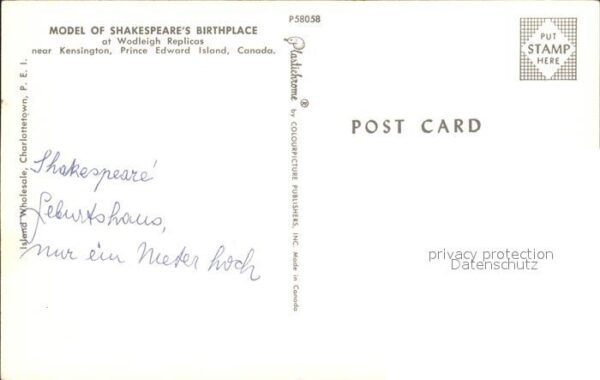 MODEL OF SHAKESPEARE'S BIRTHPLACE
at Wodleigh Replicas
near Kensington, Prince Edward Island, Canada.
Island Wholesale, Charlottetown, P. E. I.
Shakespeare'
Geburtshaus,
nur ein Meter hoch
P58058
Plastichrome ®
by COLOURPICTURE PUBLISHERS, INC. Made in Canada
PUT
STAMP
HERE
POST CARD
privacy protection
Datenschutz